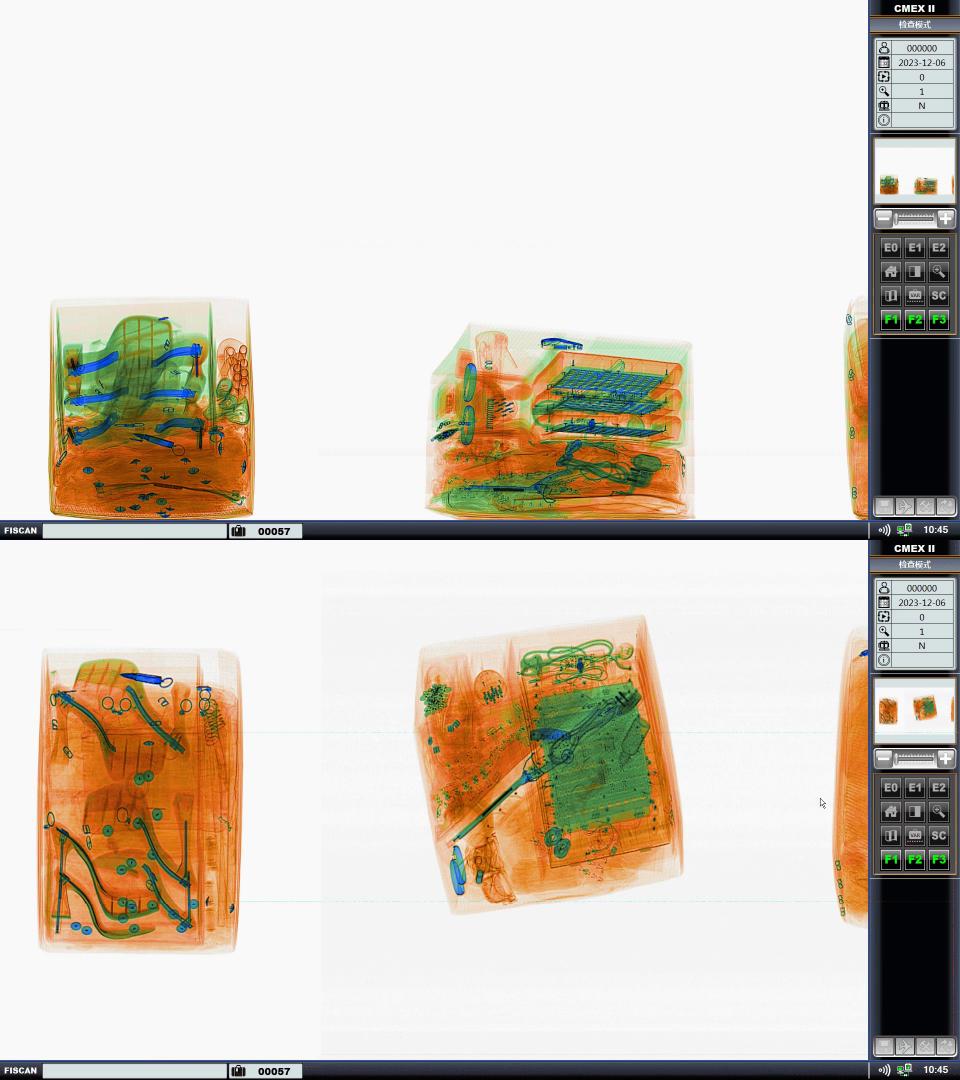 CMEX II
检查模式
000000
2023-12-06
0
1
N
E0 E1 E2
VAR SC
F1 F2 F3
FISCAN 00057 10:45
CMEX II
检查模式
000000
2023-12-06
0
1
N
E0 E1 E2
VAR SC
F1 F2 F3
FISCAN 00057 10:45